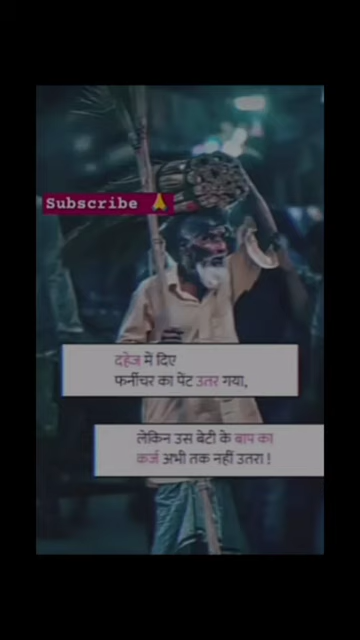 Subscribe 🙏
दहेज में दिए
फर्नीचर का पेंट उतर गया,
लेकिन उस बेटी के बाप का
कर्ज अभी तक नहीं उतरा !